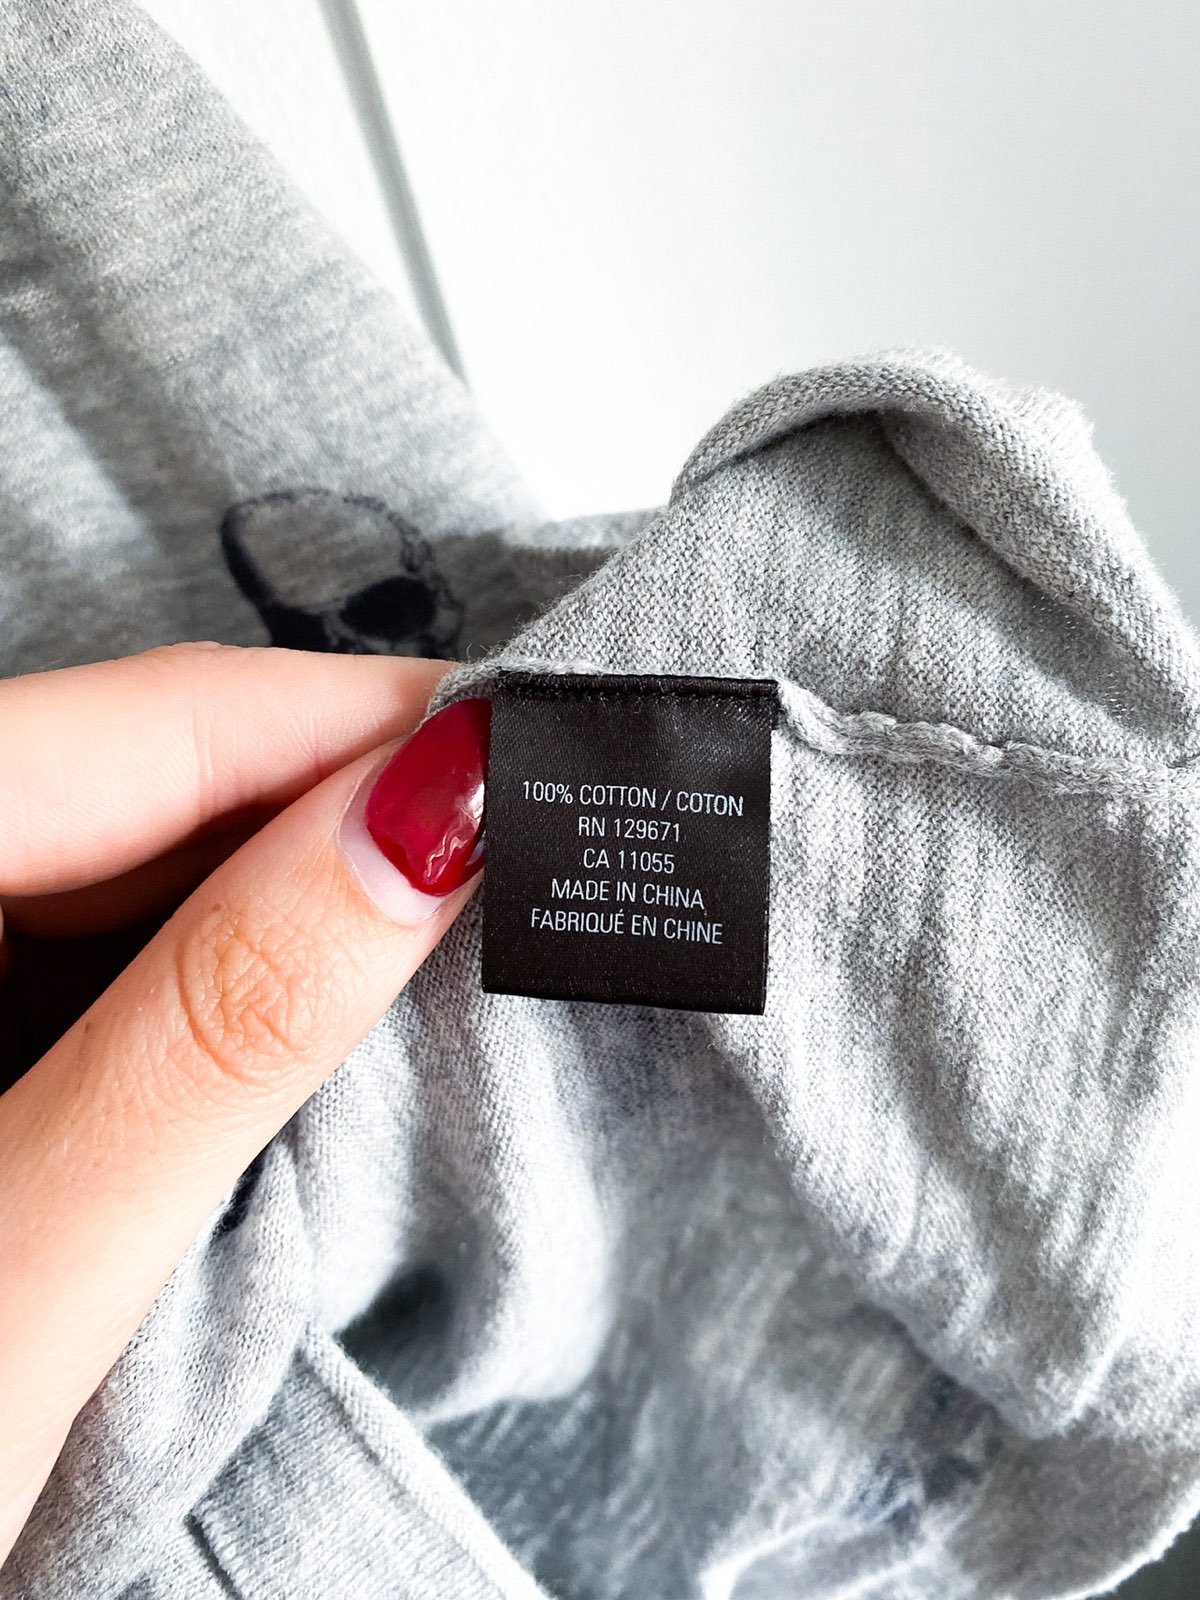 100% COTTON / COTON
RN 129671
CA 11055
MADE IN CHINA
FABRIQUÉ EN CHINE